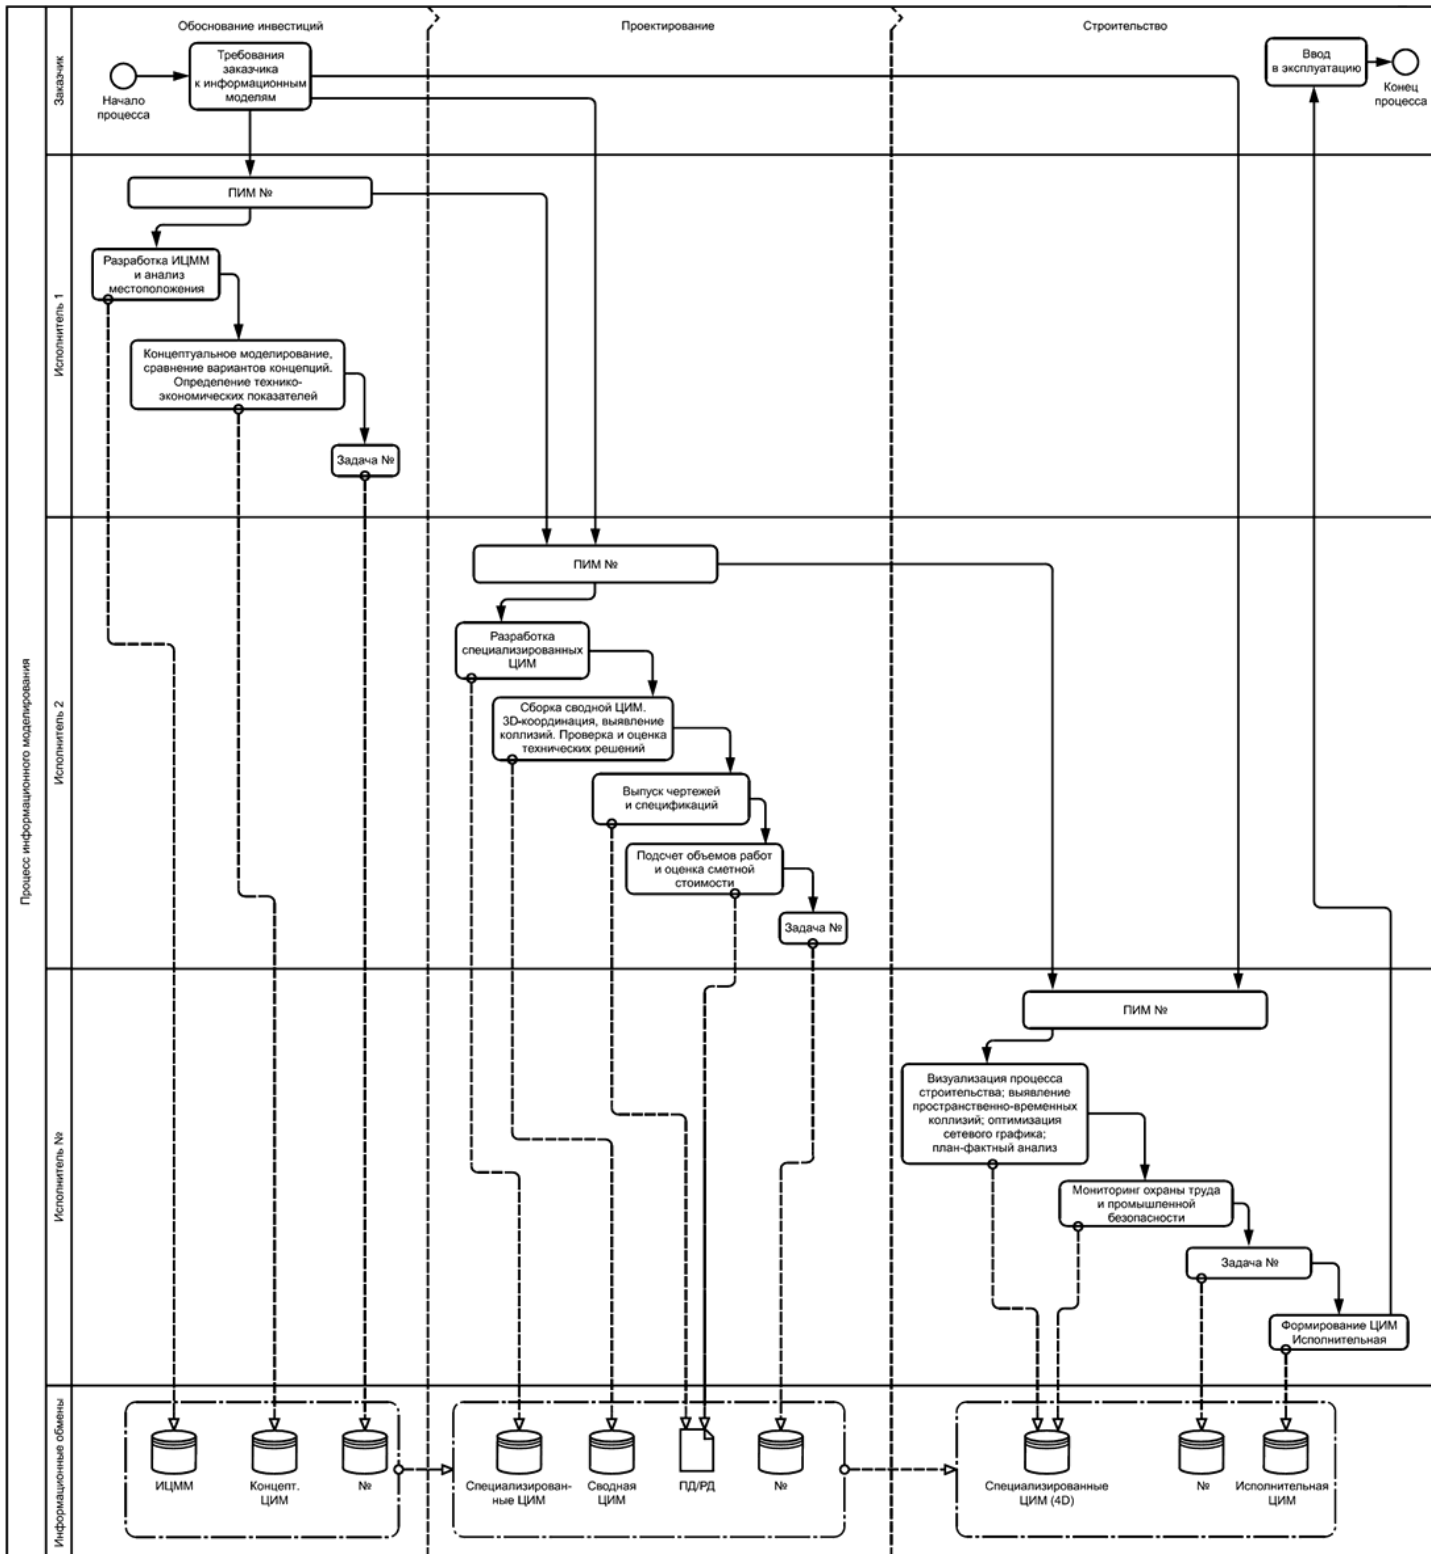 Обоснование инвестиций
Проектирование
Строительство
Процесс информационного моделирования
Заказчик
Начало
процесса
Требования
заказчика
к информационным
моделям
Ввод
в эксплуатацию
Конец
процесса
Исполнитель 1
ПИМ №
Разработка ИЦММ
и анализ
местоположения
Концептуальное моделирование,
сравнение вариантов концепций.
Определение технико-
экономических показателей
Задача №
Исполнитель 2
ПИМ №
Разработка
специализированных
ЦИМ
Сборка сводной ЦИМ.
3D-координация, выявление
коллизий. Проверка и оценка
технических решений
Выпуск чертежей
и спецификаций
Подсчет объемов работ
и оценка сметной
стоимости
Задача №
Исполнитель №
ПИМ №
Визуализация процесса
строительства; выявление
пространственно-временных
коллизий; оптимизация
сетевого графика;
план-фактный анализ
Мониторинг охраны труда
и промышленной
безопасности
Задача №
Формирование ЦИМ
Исполнительная
Информационные обмены
ИЦММ
Концепт.
ЦИМ
№
Специализирован-
ные ЦИМ
Сводная
ЦИМ
ПД/РД
№
Специализированные
ЦИМ (4D)
№
Исполнительная
ЦИМ